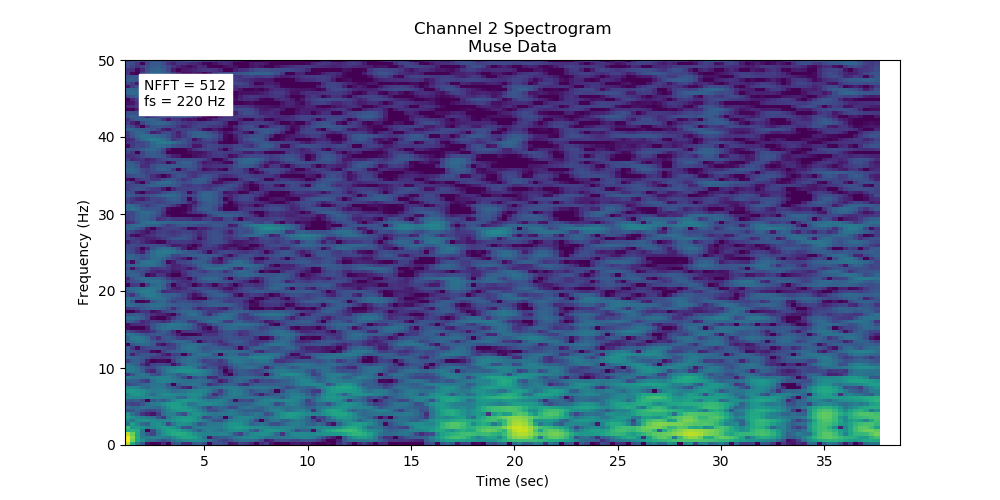 Channel 2 Spectrogram
Muse Data
NFFT = 512
fs = 220 Hz
50
40
30
20
10
0
Frequency (Hz)
5
10
15
20
25
30
35
Time (sec)